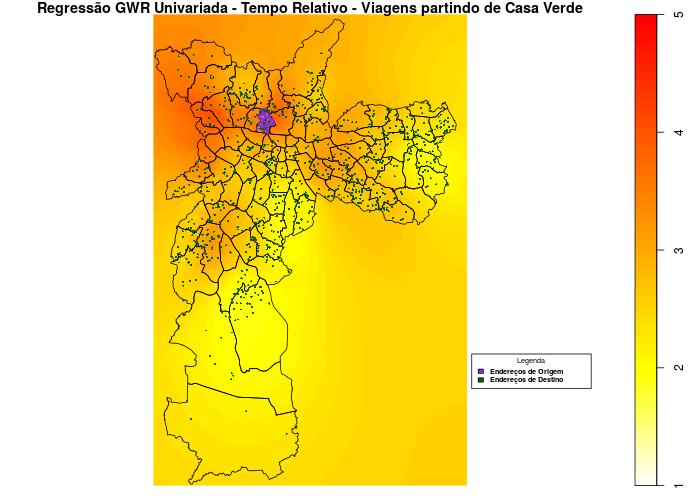 Regressão GWR Univariada - Tempo Relativo - Viagens partindo de Casa Verde
5
4
3
2
1
Legenda
Endereços de Origem
Endereços de Destino